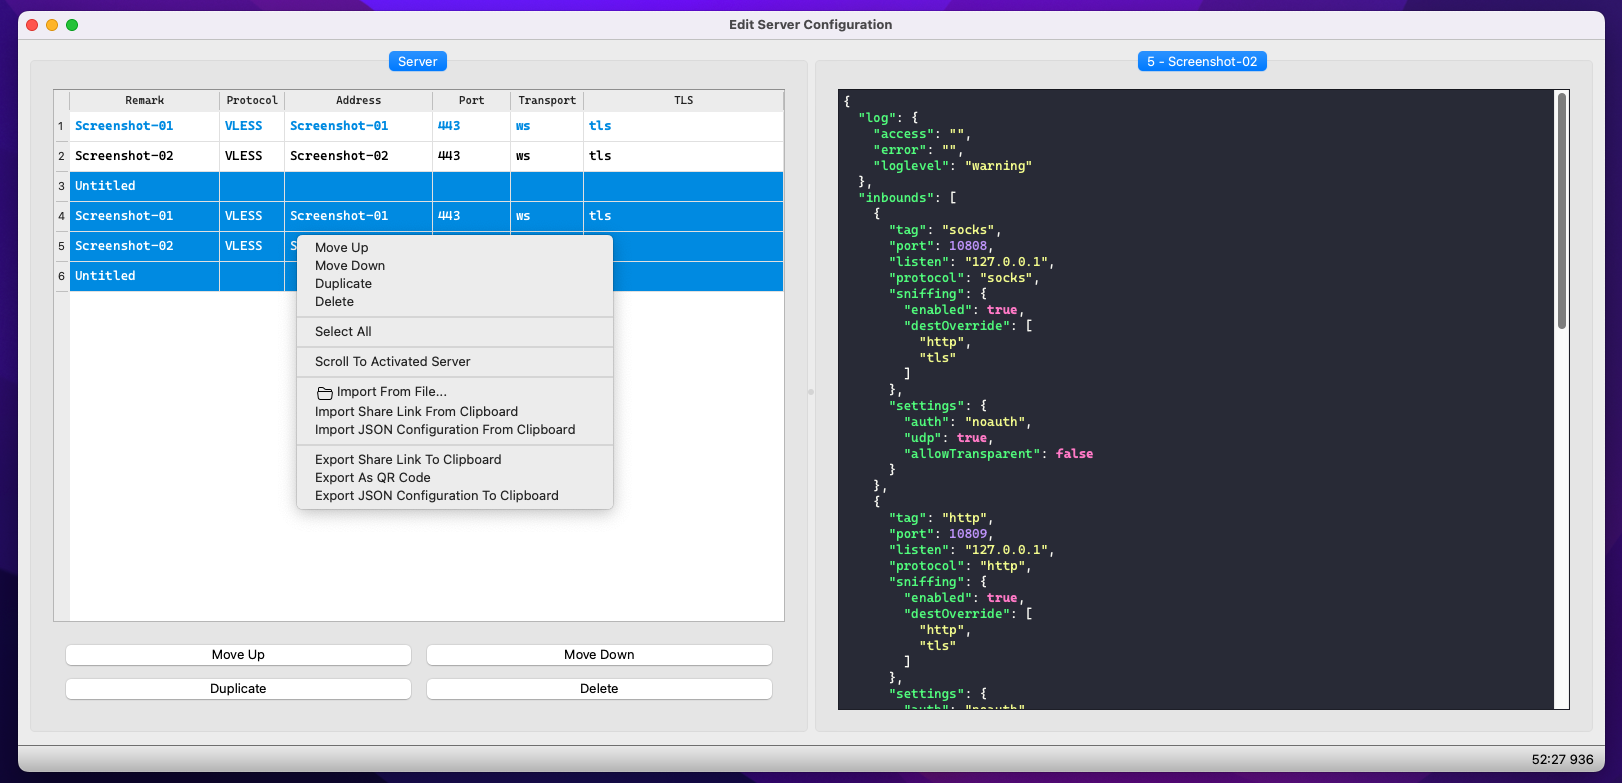 Edit Server Configuration
Server
Remark Protocol Address Port Transport TLS
1 Screenshot-01 VLESS Screenshot-01 443 ws tls
2 Screenshot-02 VLESS Screenshot-02 443 ws tls
3 Untitled
4 Screenshot-01 VLESS Screenshot-01 443 ws tls
5 Screenshot-02 VLESS S
6 Untitled
Move Up
Move Down
Duplicate
Delete
Select All
Scroll To Activated Server
Import From File...
Import Share Link From Clipboard
Import JSON Configuration From Clipboard
Export Share Link To Clipboard
Export As QR Code
Export JSON Configuration To Clipboard
Move Up Move Down
Duplicate Delete
5 - Screenshot-02
{
"log": {
"access": "",
"error": "",
"loglevel": "warning"
},
"inbounds": [
{
"tag": "socks",
"port": 10808,
"listen": "127.0.0.1",
"protocol": "socks",
"sniffing": {
"enabled": true,
"destOverride": [
"http",
"tls"
]
},
"settings": {
"auth": "noauth",
"udp": true,
"allowTransparent": false
}
},
{
"tag": "http",
"port": 10809,
"listen": "127.0.0.1",
"protocol": "http",
"sniffing": {
"enabled": true,
"destOverride": [
"http",
"tls"
]
},
"settings": {
"auth": "noauth",
52:27 936